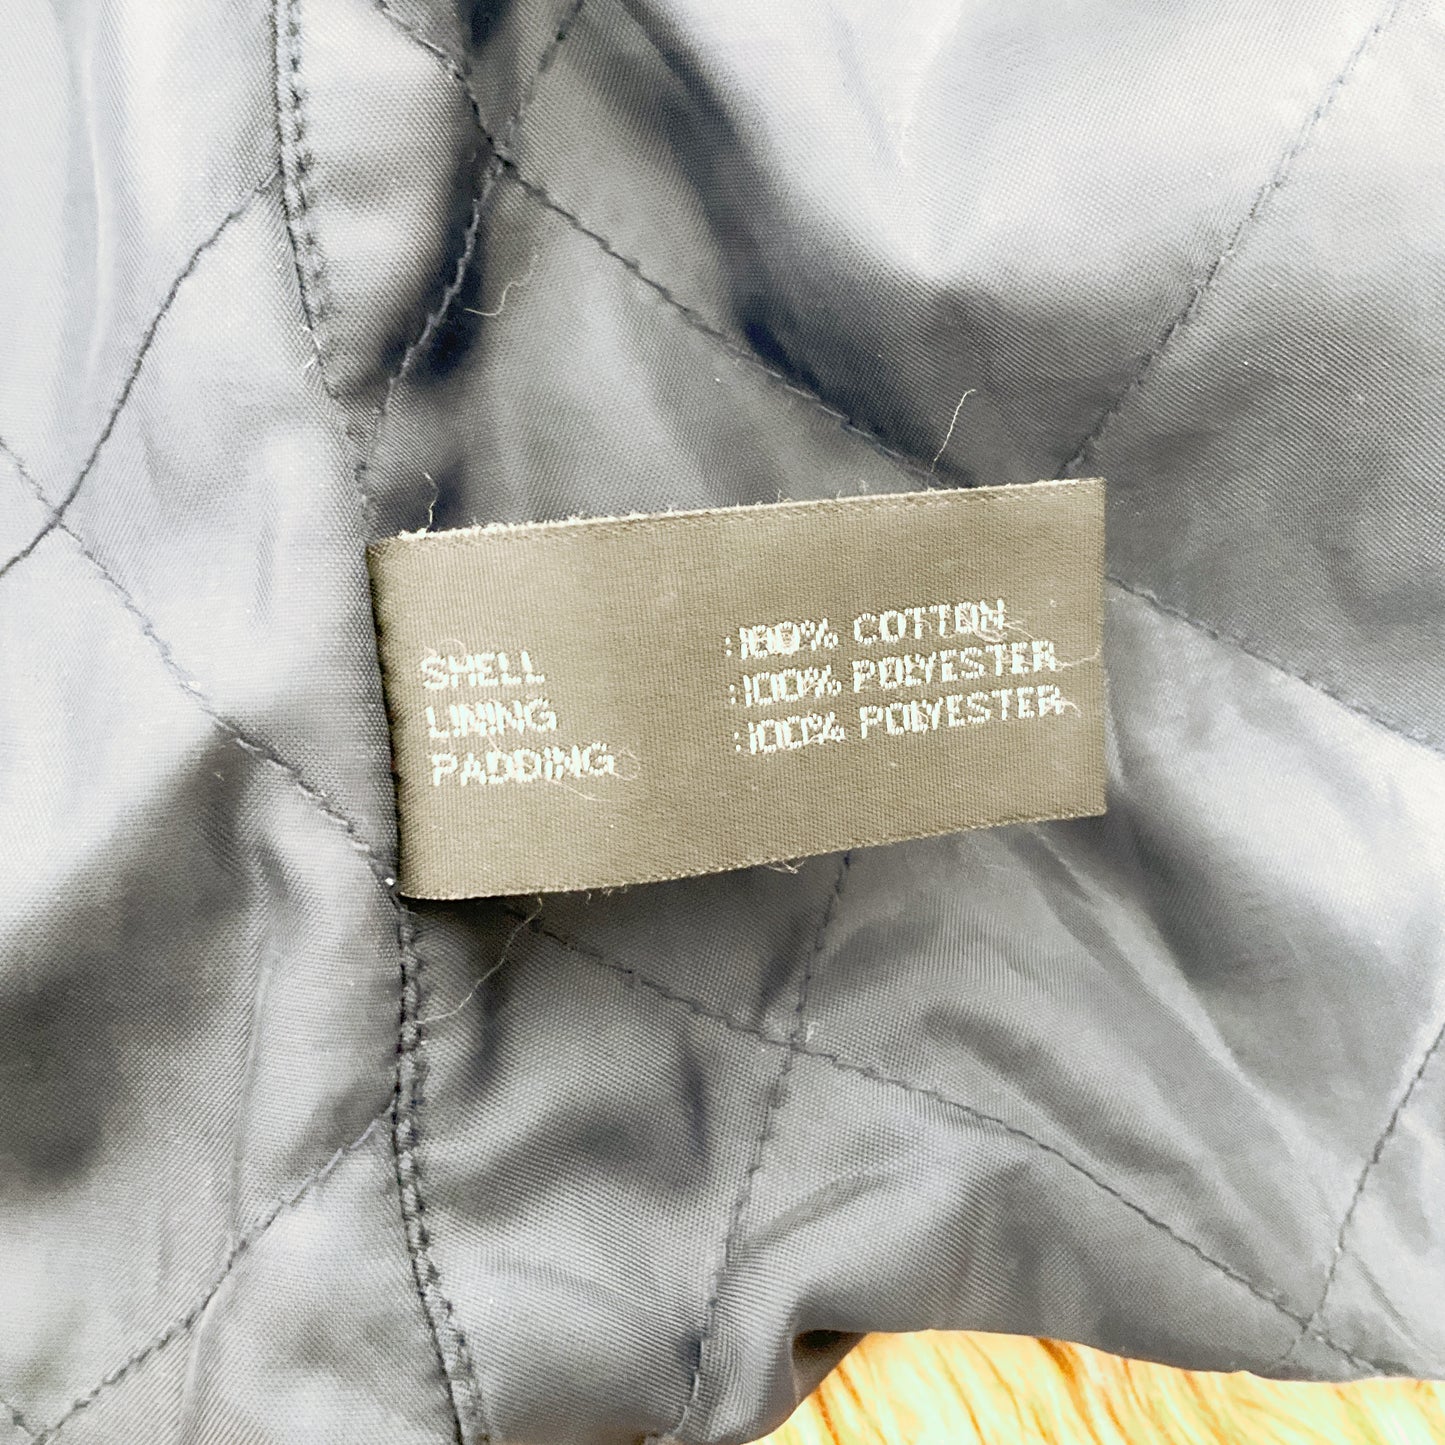 SHELL :100% COTTON
LINING :100% POLYESTER
PADDING :100% POLYESTER